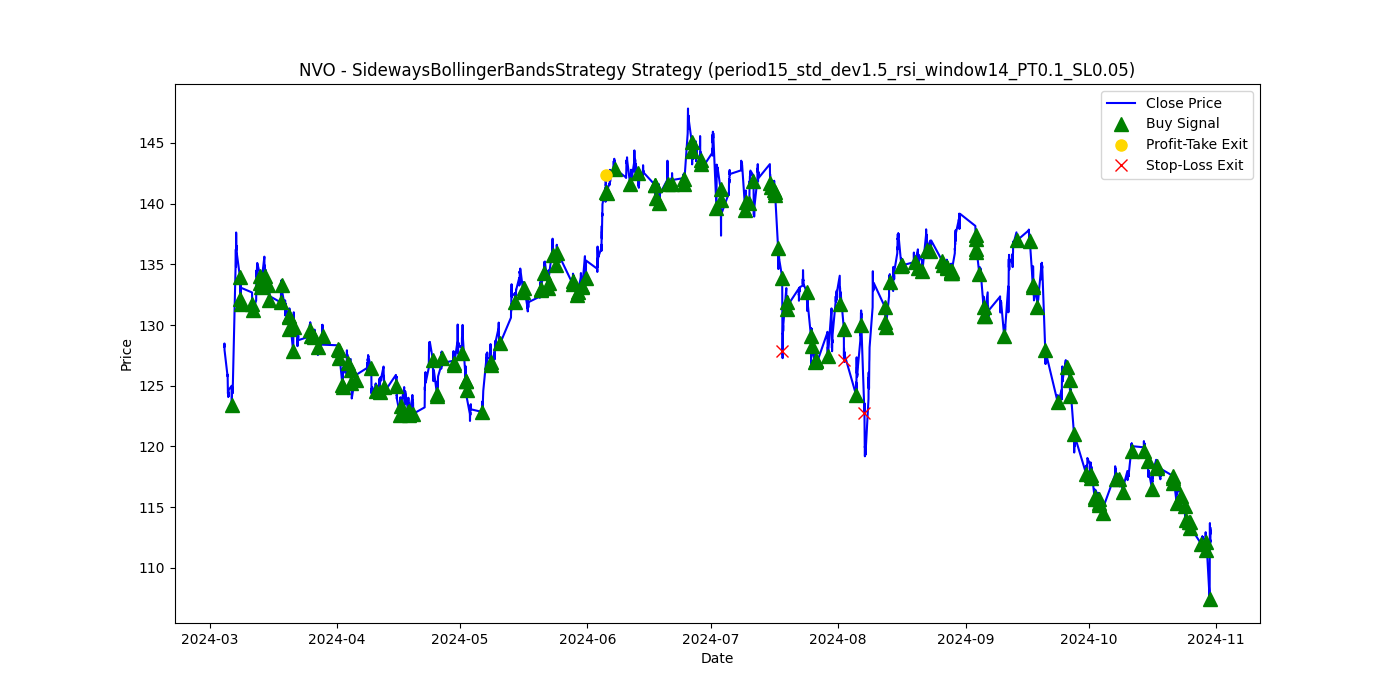 NVO - SidewaysBollingerBandsStrategy Strategy (period15_std_dev1.5_rsi_window14_PT0.1_SL0.05)
Close Price
Buy Signal
Profit-Take Exit
Stop-Loss Exit
Price
145
140
135
130
125
120
115
110
2024-03
2024-04
2024-05
2024-06
2024-07
2024-08
2024-09
2024-10
2024-11
Date